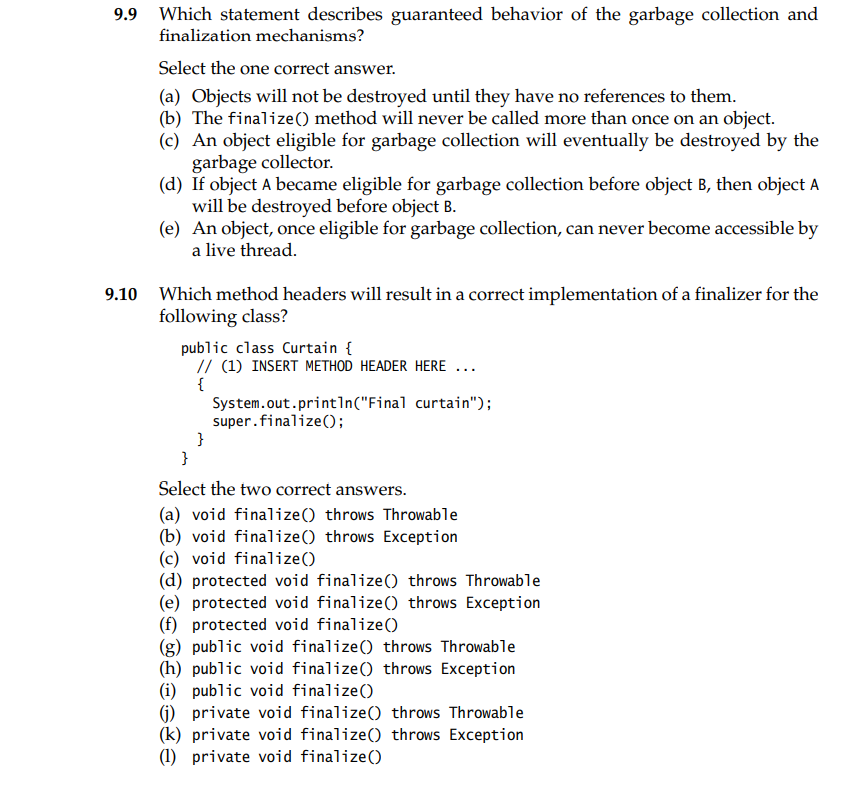 9.9 Which statement describes guaranteed behavior of the garbage collection and
finalization mechanisms?
Select the one correct answer.
(a) Objects will not be destroyed until they have no references to them.
(b) The finalize() method will never be called more than once on an object.
(c) An object eligible for garbage collection will eventually be destroyed by the
garbage collector.
(d) If object A became eligible for garbage collection before object B, then object A
will be destroyed before object B.
(e) An object, once eligible for garbage collection, can never become accessible by
a live thread.
9.10 Which method headers will result in a correct implementation of a finalizer for the
following class?
public class Curtain {
// (1) INSERT METHOD HEADER HERE ...
{
System.out.println("Final curtain");
super.finalize();
}
}
Select the two correct answers.
(a) void finalize() throws Throwable
(b) void finalize() throws Exception
(c) void finalize()
(d) protected void finalize() throws Throwable
(e) protected void finalize() throws Exception
(f) protected void finalize()
(g) public void finalize() throws Throwable
(h) public void finalize() throws Exception
(i) public void finalize()
(j) private void finalize() throws Throwable
(k) private void finalize() throws Exception
(l) private void finalize()